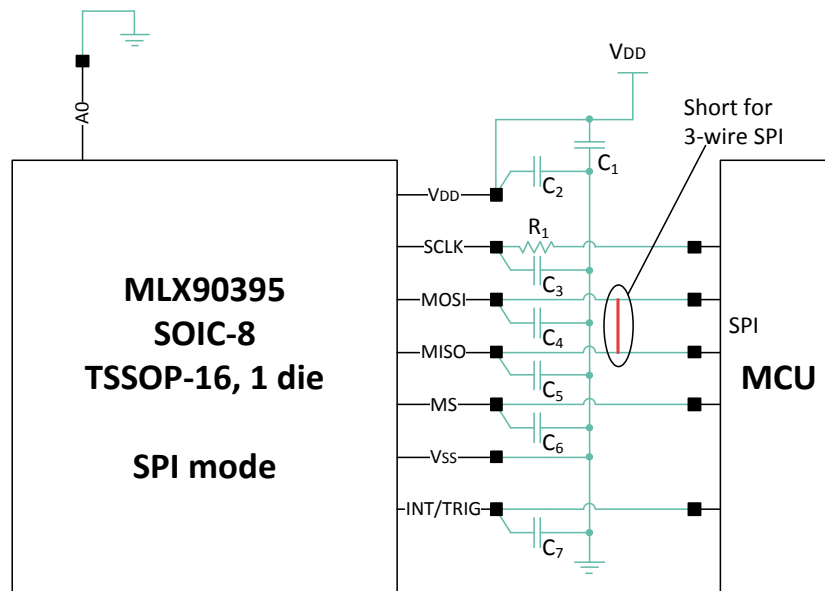 VDD
A0
Short for
3-wire SPI
C1
C2
VDD
R1
SCLK
C3
MLX90395
SOIC-8
TSSOP-16, 1 die
SPI mode
MOSI
C4
SPI
MISO
C5
MCU
MS
C6
VSS
INT/TRIG
C7